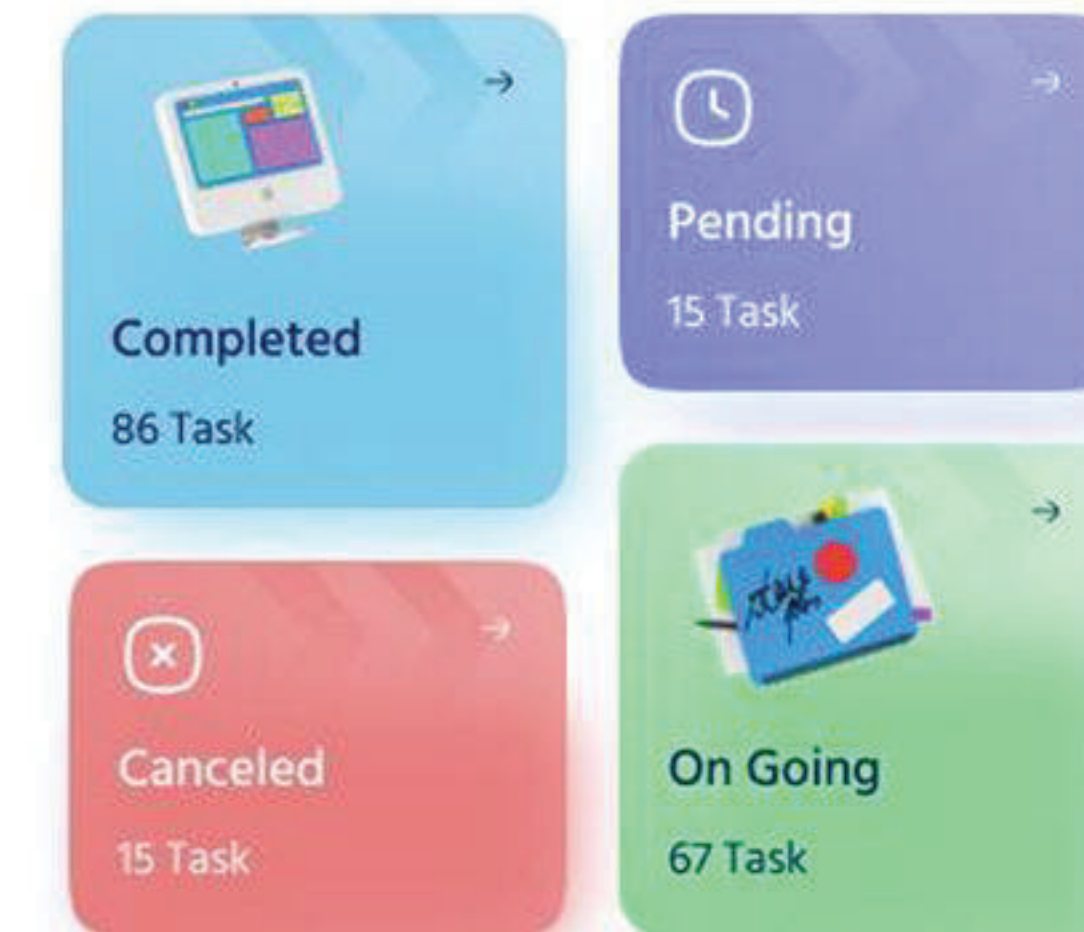 Completed
86 Task
Pending
15 Task
Canceled
15 Task
On Going
67 Task